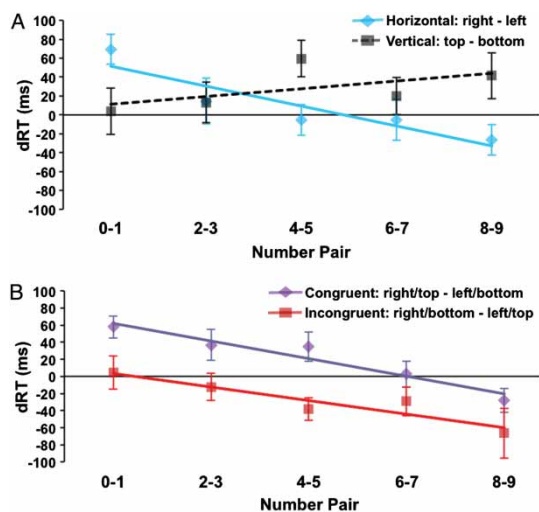 A
Horizontal: right - left
Vertical: top - bottom
dRT (ms)
100
80
60
40
20
0
-20
-40
-60
-80
-100
0-1 2-3 4-5 6-7 8-9
Number Pair
B
Congruent: right/top - left/bottom
Incongruent: right/bottom - left/top
dRT (ms)
100
80
60
40
20
0
-20
-40
-60
-80
-100
0-1 2-3 4-5 6-7 8-9
Number Pair